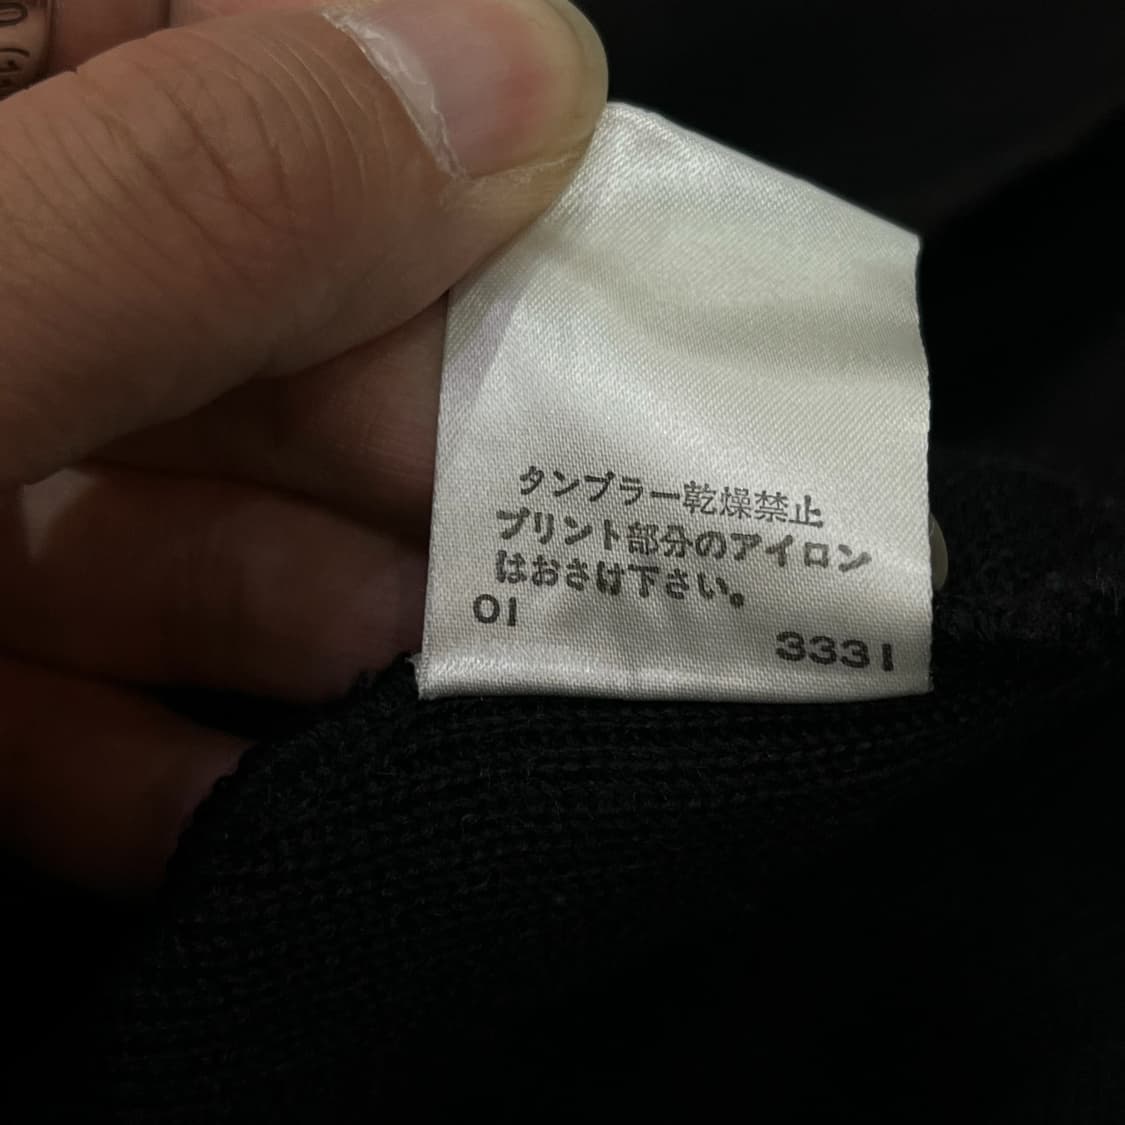 タンブラー乾燥禁止
プリント部分のアイロン
はおさけ下さい。
01
3331